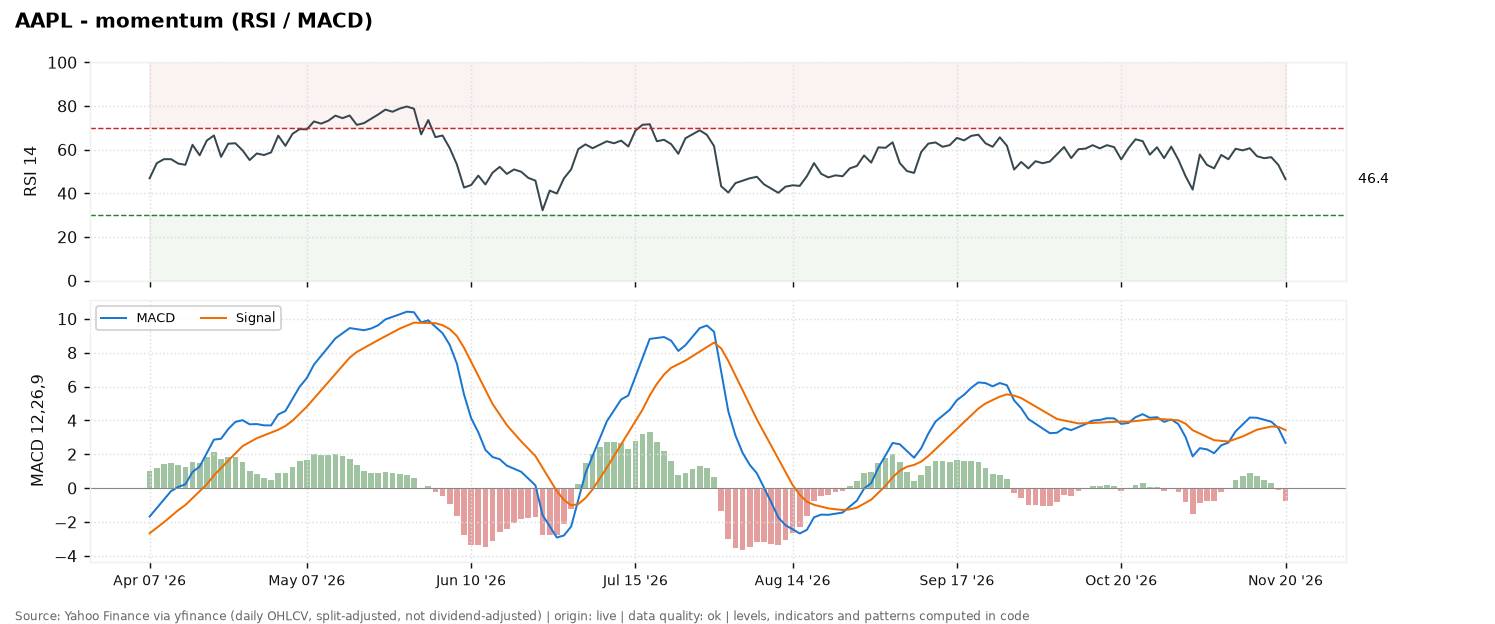 AAPL - momentum (RSI / MACD)
100
80
60
40
20
0
RSI 14
46.4
MACD
Signal
10
8
6
4
2
0
−2
−4
MACD 12,26,9
Apr 07 '26
May 07 '26
Jun 10 '26
Jul 15 '26
Aug 14 '26
Sep 17 '26
Oct 20 '26
Nov 20 '26
Source: Yahoo Finance via yfinance (daily OHLCV, split-adjusted, not dividend-adjusted) | origin: live | data quality: ok | levels, indicators and patterns computed in code